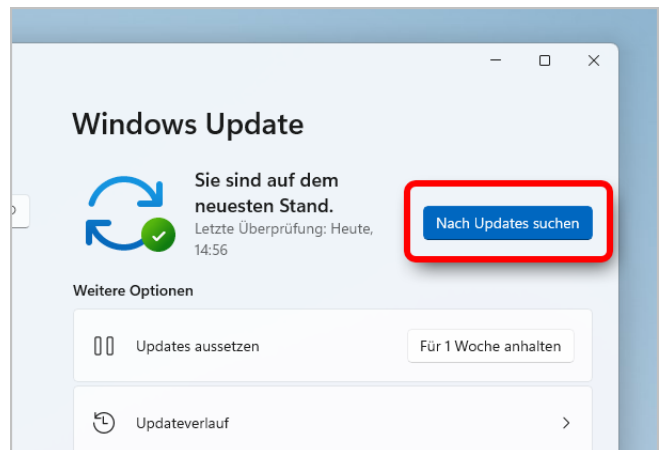 Windows Update
Sie sind auf dem
neuesten Stand.
Letzte Überprüfung: Heute,
14:56
Nach Updates suchen
Weitere Optionen
Updates aussetzen
Für 1 Woche anhalten
Updateverlauf